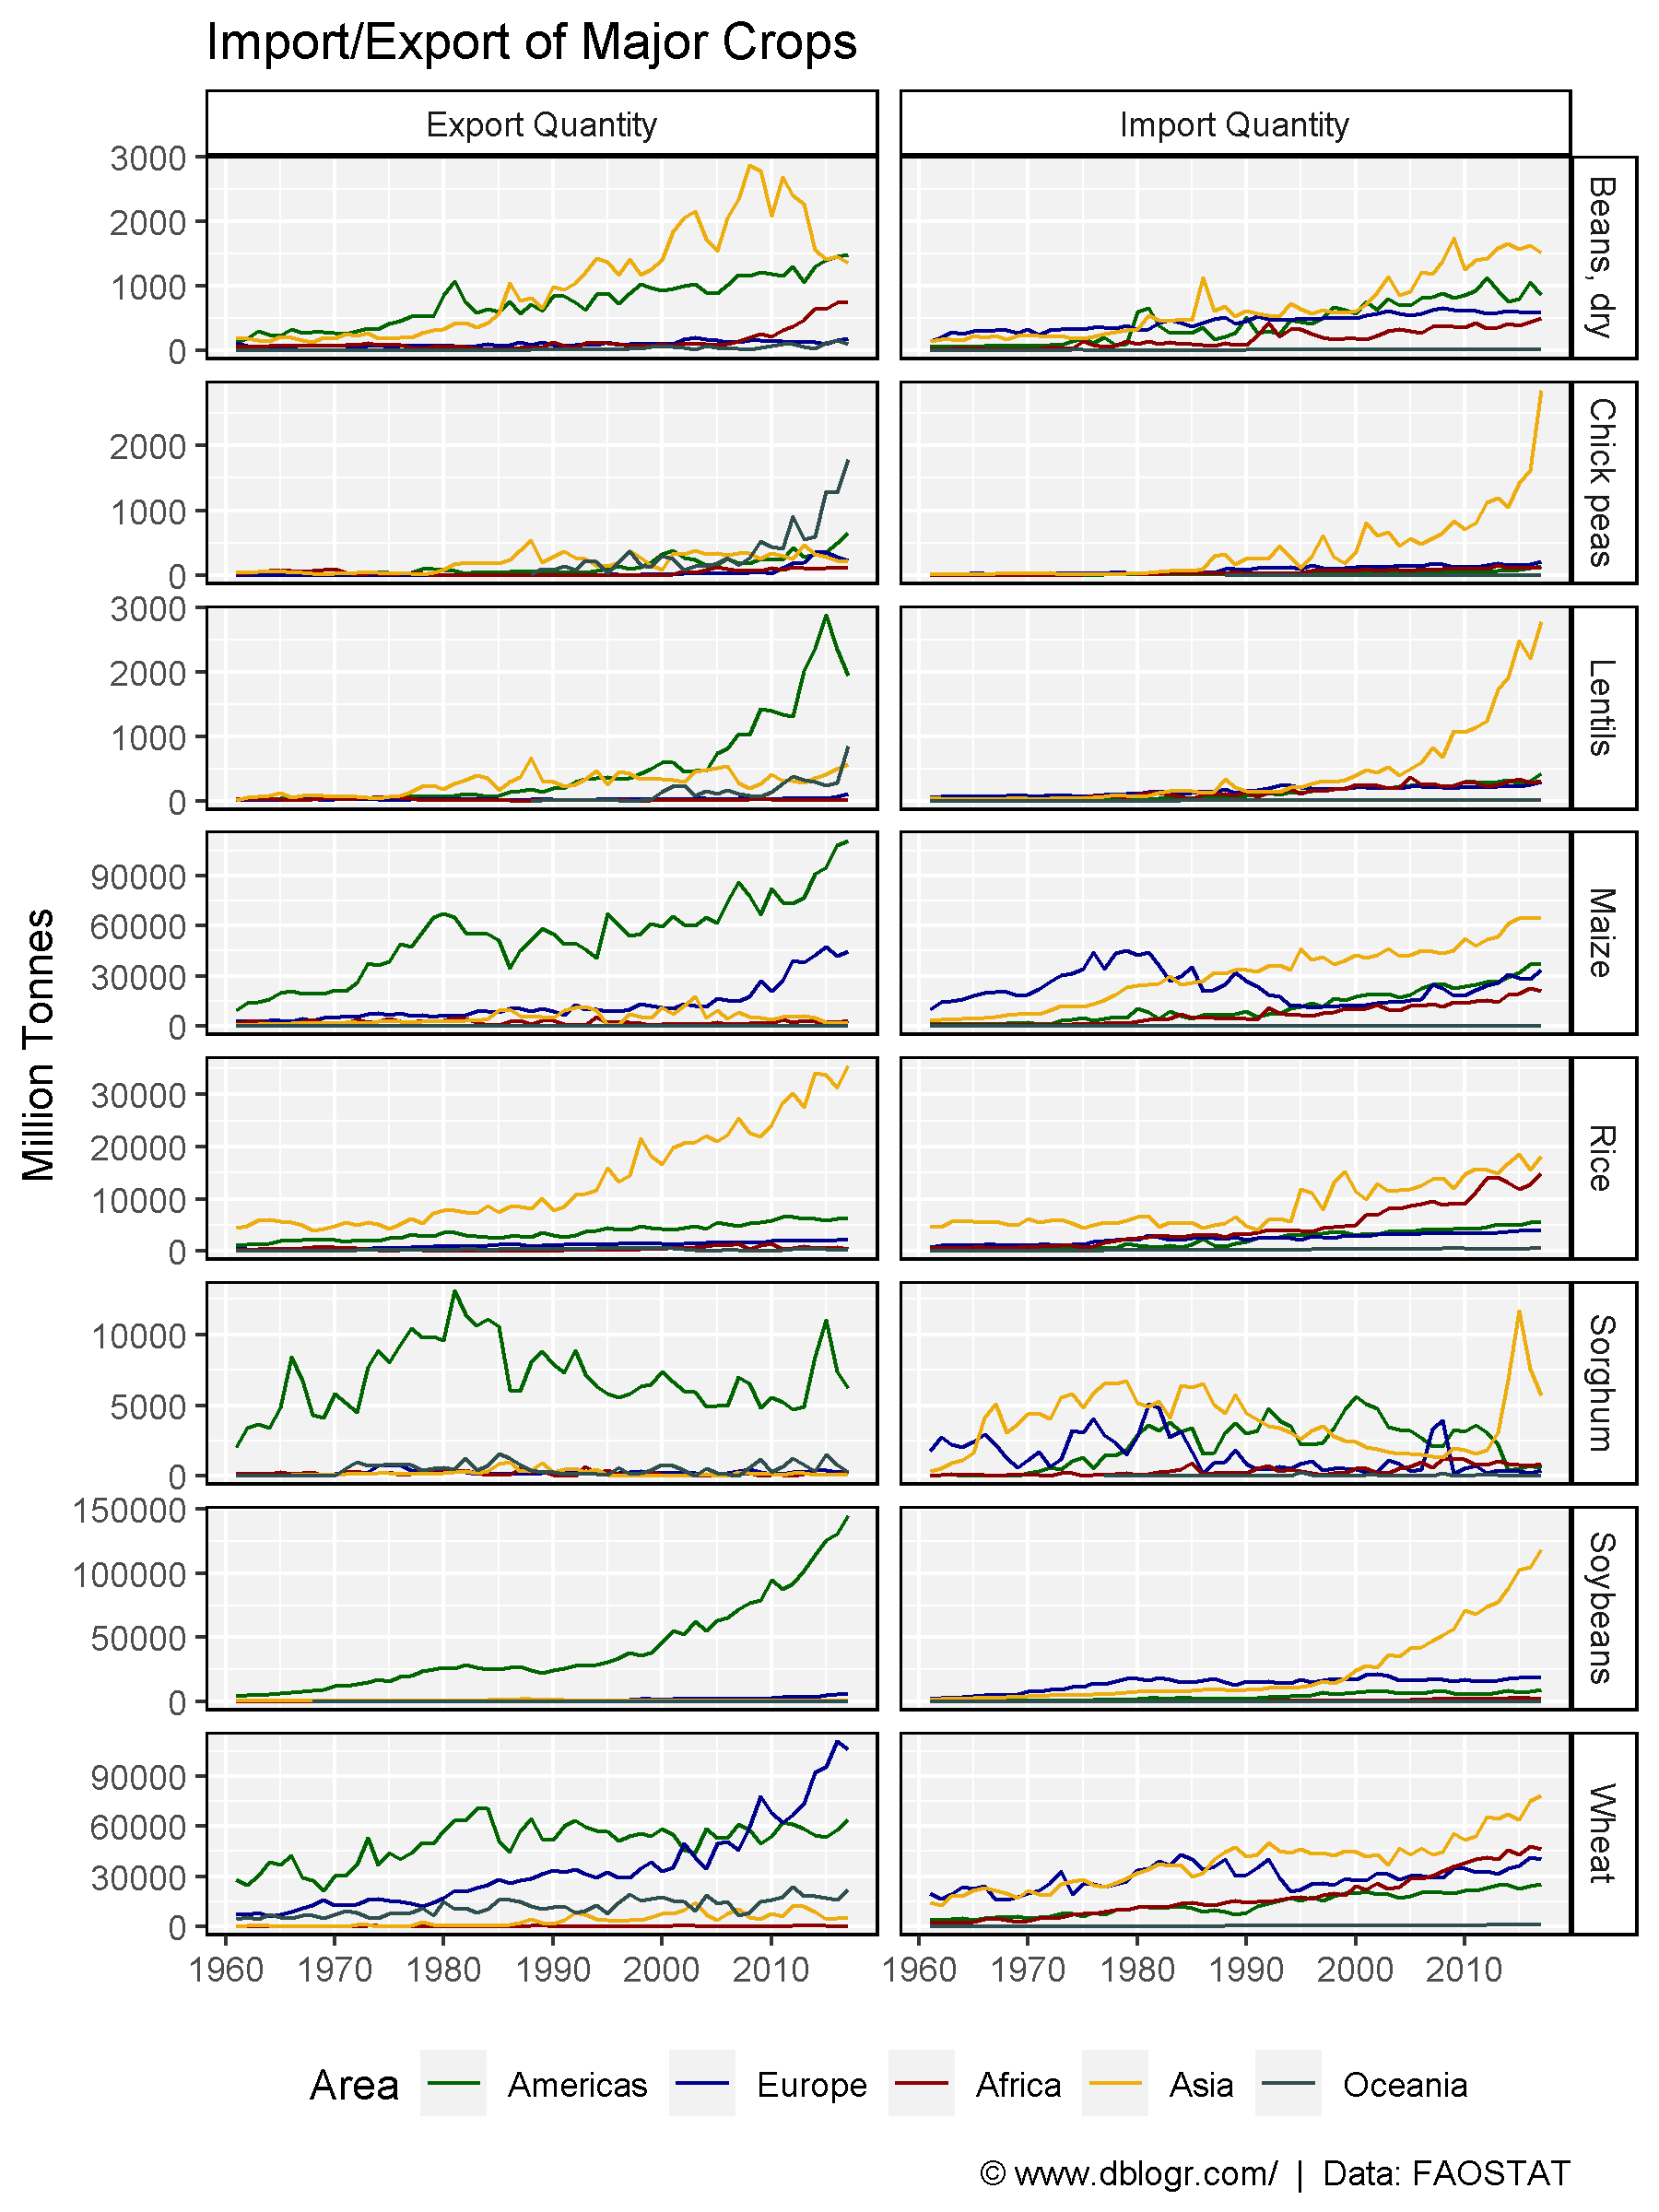 Import/Export of Major Crops
Export Quantity Import Quantity
Beans, dry
3000
2000
1000
0
Chick peas
2000
1000
0
Lentils
3000
2000
1000
0
Maize
90000
60000
30000
0
Rice
30000
20000
10000
0
Sorghum
10000
5000
0
Soybeans
150000
100000
50000
0
Wheat
90000
60000
30000
0
Million Tonnes
1960 1970 1980 1990 2000 2010 1960 1970 1980 1990 2000 2010
Area Americas Europe Africa Asia Oceania
© www.dblogr.com/ | Data: FAOSTAT